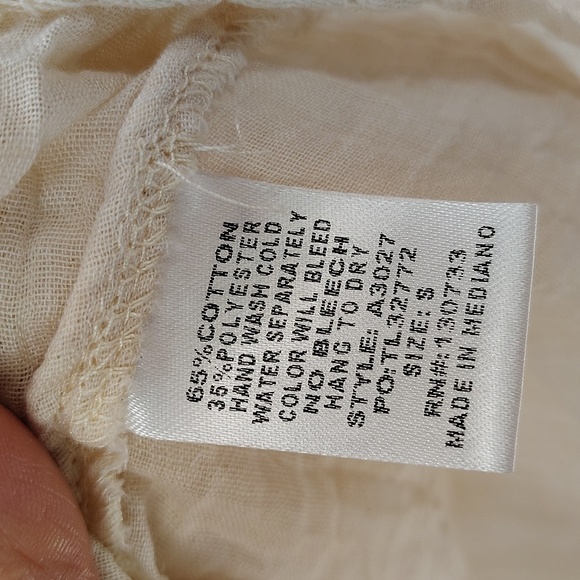 65%COTTON
35%POLYESTER
HAND WASH COLD
WATER SEPARATELY
COLOR WILL BLEED
NO BLEECH
HANG TO DRY
STYLE: A3027
PO:TL32772
SIZE: S
RN#:130733
MADE IN MEDIANO